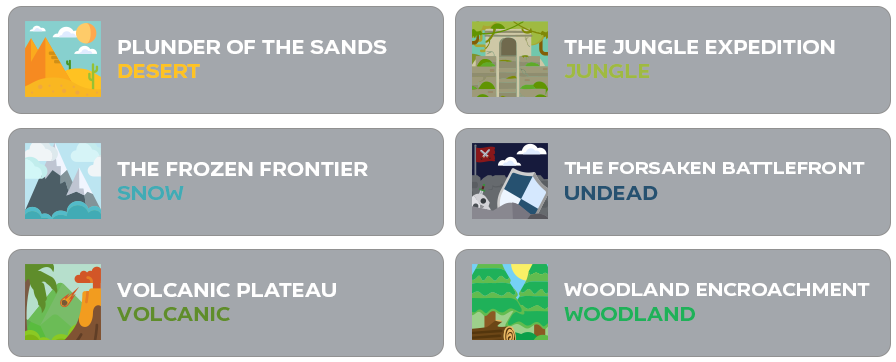 PLUNDER OF THE SANDS
DESERT
THE JUNGLE EXPEDITION
JUNGLE
THE FROZEN FRONTIER
SNOW
THE FORSAKEN BATTLEFRONT
UNDEAD
VOLCANIC PLATEAU
VOLCANIC
WOODLAND ENCROACHMENT
WOODLAND